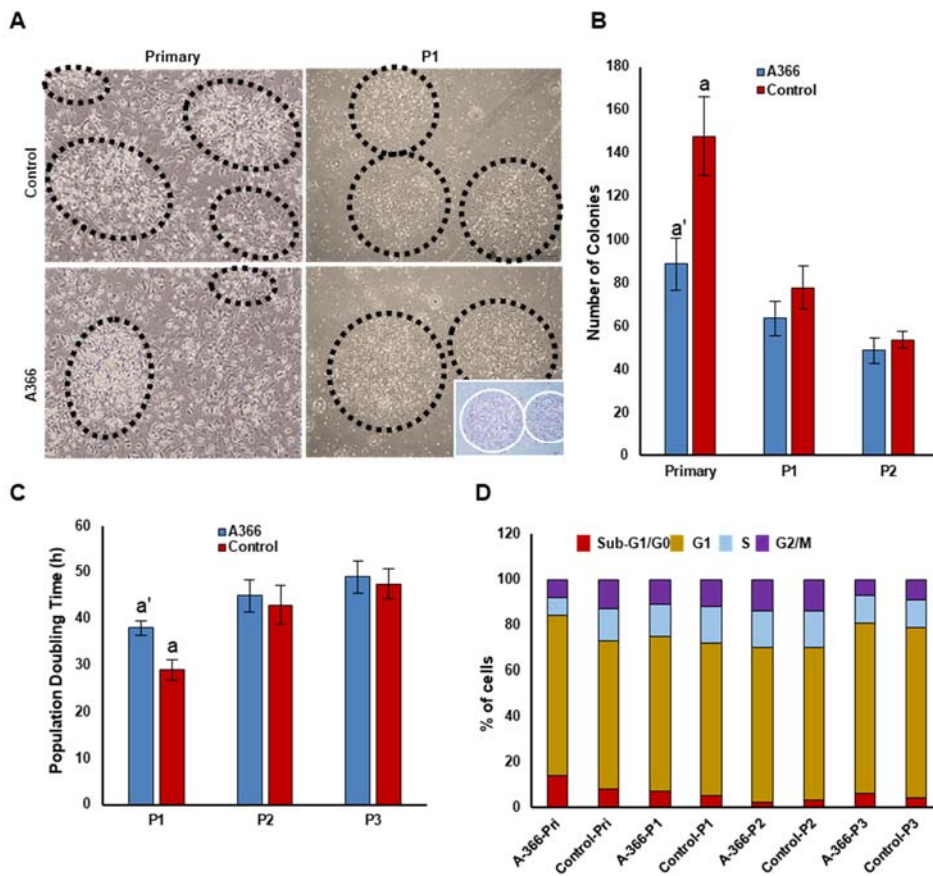 A
Primary
P1
Control
A366
B
Number of Colonies
180
160
140
120
100
80
60
40
20
0
A366
Control
a'
a
Primary P1 P2
C
Population Doubling Time (h)
60
50
40
30
20
10
0
A366
Control
a'
a
P1 P2 P3
D
% of cells
120
100
80
60
40
20
0
Sub-G1/G0 G1 S G2/M
A-366-Pri
Control-Pri
A-366-P1
Control-P1
A-366-P2
Control-P2
A-366-P3
Control-P3